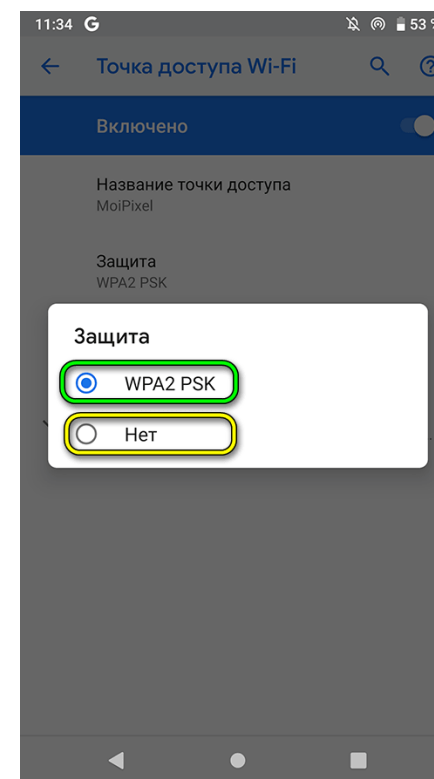 11:34 G
53 %
Точка доступа Wi-Fi
Включено
Название точки доступа
MoiPixel
Защита
WPA2 PSK
Защита
WPA2 PSK
Нет